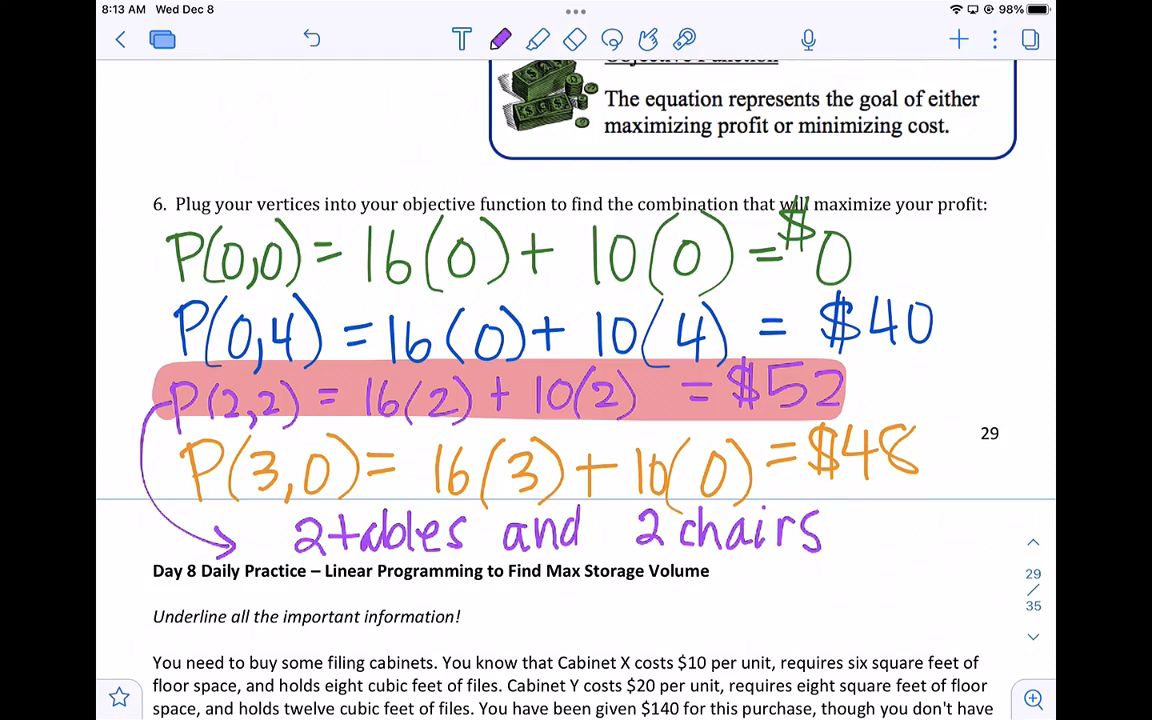 8:13 AM Wed Dec 8
98%
Objective Function
The equation represents the goal of either
maximizing profit or minimizing cost.
6. Plug your vertices into your objective function to find the combination that will maximize your profit:
P(0,0) = 16(0) + 10(0) = $0
P(0,4) = 16(0) + 10(4) = $40
P(2,2) = 16(2) + 10(2) = $52
29
P(3,0) = 16(3) + 10(0) = $48
2 tables and 2 chairs
Day 8 Daily Practice – Linear Programming to Find Max Storage Volume
29
/
35
Underline all the important information!
You need to buy some filing cabinets. You know that Cabinet X costs $10 per unit, requires six square feet of
floor space, and holds eight cubic feet of files. Cabinet Y costs $20 per unit, requires eight square feet of floor
space, and holds twelve cubic feet of files. You have been given $140 for this purchase, though you don't have